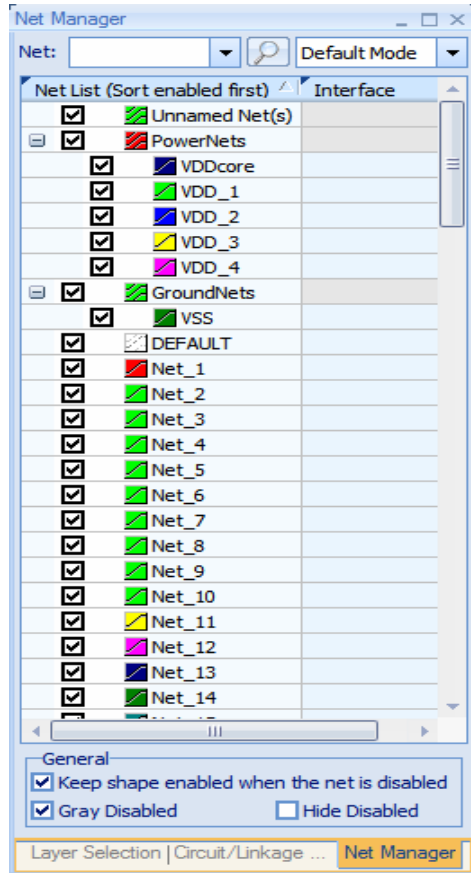 Net Manager
Net: Default Mode
Net List (Sort enabled first) Interface
Unnamed Net(s)
PowerNets
VDDcore
VDD_1
VDD_2
VDD_3
VDD_4
GroundNets
VSS
DEFAULT
Net_1
Net_2
Net_3
Net_4
Net_5
Net_6
Net_7
Net_8
Net_9
Net_10
Net_11
Net_12
Net_13
Net_14
General
Keep shape enabled when the net is disabled
Gray Disabled Hide Disabled
Layer Selection | Circuit/Linkage ... Net Manager